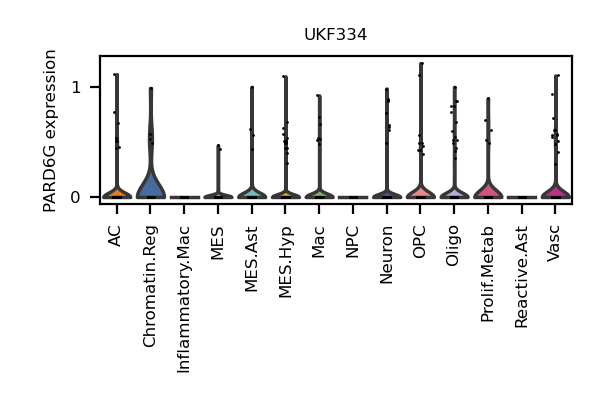 UKF334
PARD6G expression
1
0
AC
Chromatin.Reg
Inflammatory.Mac
MES
MES.Ast
MES.Hyp
Mac
NPC
Neuron
OPC
Oligo
Prolif.Metab
Reactive.Ast
Vasc